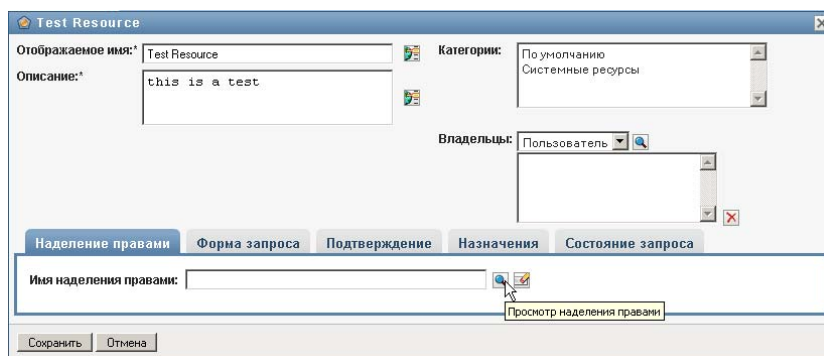 Test Resource
Отображаемое имя:* Test Resource
Категории: По умолчанию
Системные ресурсы
Описание:* this is a test
Владельцы: Пользователь
Наделение правами Форма запроса Подтверждение Назначения Состояние запроса
Имя наделения правами:
Просмотр наделения правами
Сохранить Отмена